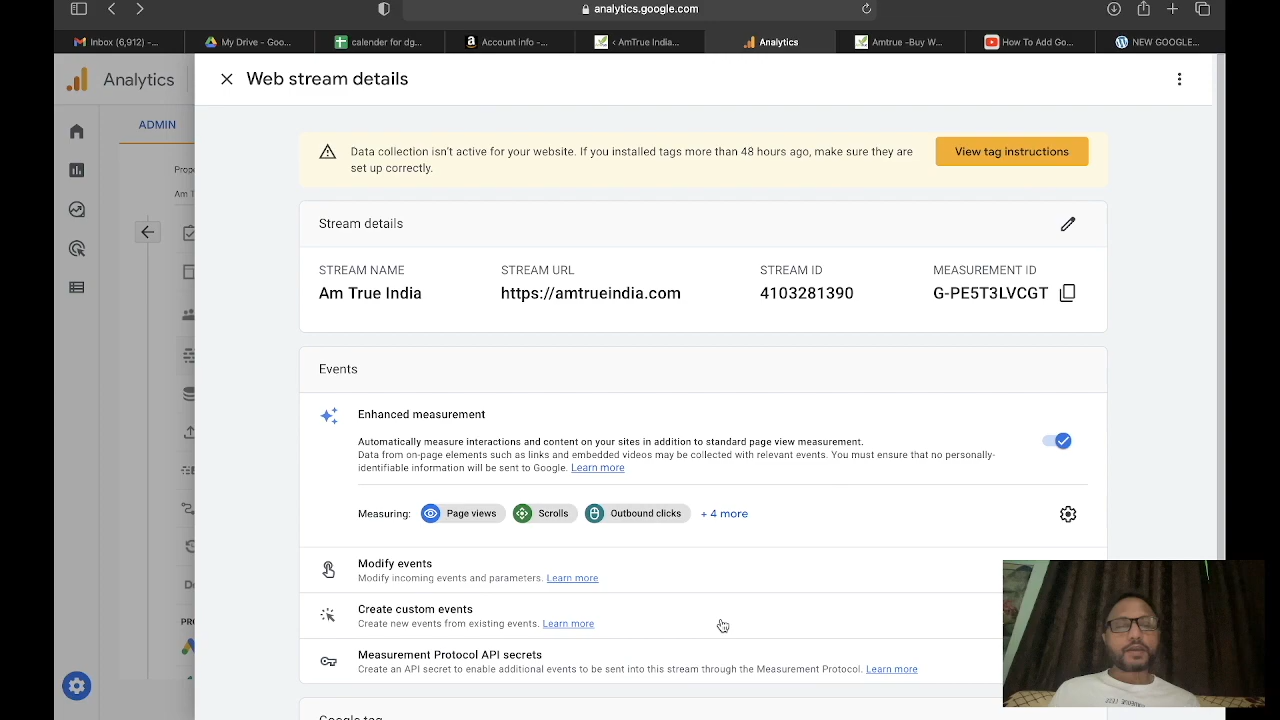 analytics.google.com
Inbox (6,912) –...
My Drive - Goo...
calender for dg...
Account info -...
‹ AmTrue India...
Analytics
Amtrue -Buy W...
How To Add Go...
NEW GOOGLE...
Analytics
Web stream details
ADMIN
Data collection isn't active for your website. If you installed tags more than 48 hours ago, make sure they are
set up correctly.
View tag instructions
Prope
Am T
Stream details
STREAM NAME
STREAM URL
STREAM ID
MEASUREMENT ID
Am True India
https://amtrueindia.com
4103281390
G-PE5T3LVCGT
Events
Enhanced measurement
Automatically measure interactions and content on your sites in addition to standard page view measurement.
Data from on-page elements such as links and embedded videos may be collected with relevant events. You must ensure that no personally-
identifiable information will be sent to Google. Learn more
Measuring:
Page views
Scrolls
Outbound clicks
+ 4 more
Modify events
Modify incoming events and parameters. Learn more
De
Create custom events
Create new events from existing events. Learn more
PR
Measurement Protocol API secrets
Create an API secret to enable additional events to be sent into this stream through the Measurement Protocol. Learn more
Google tag